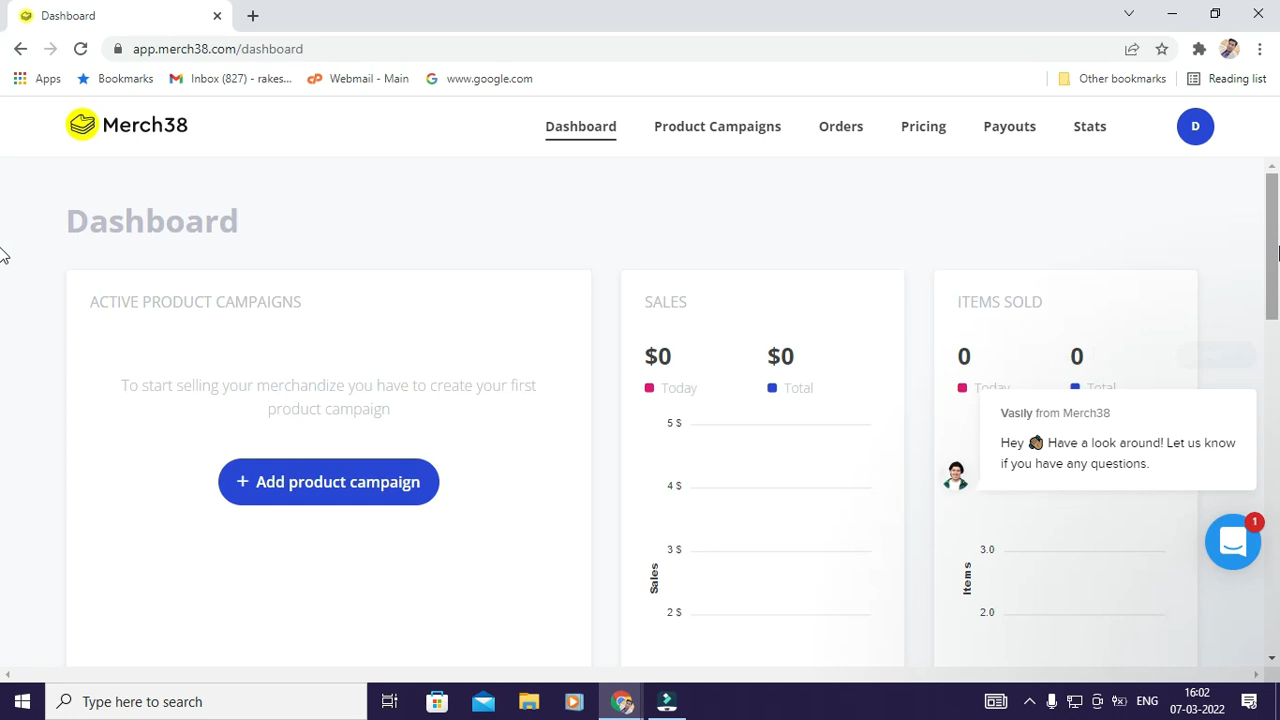 Dashboard
app.merch38.com/dashboard
Apps
Bookmarks
Inbox (827) - rakes...
Webmail - Main
www.google.com
Other bookmarks
Reading list
Merch38
Dashboard
Product Campaigns
Orders
Pricing
Payouts
Stats
D
Dashboard
ACTIVE PRODUCT CAMPAIGNS
To start selling your merchandize you have to create your first
product campaign
+ Add product campaign
SALES
$0
$0
Today
Total
5 $
4 $
3 $
2 $
Sales
ITEMS SOLD
0
0
Today
Total
3.0
2.0
Items
Vasily from Merch38
Hey 👋🏽 Have a look around! Let us know
if you have any questions.
1
Type here to search
ENG
16:02
07-03-2022